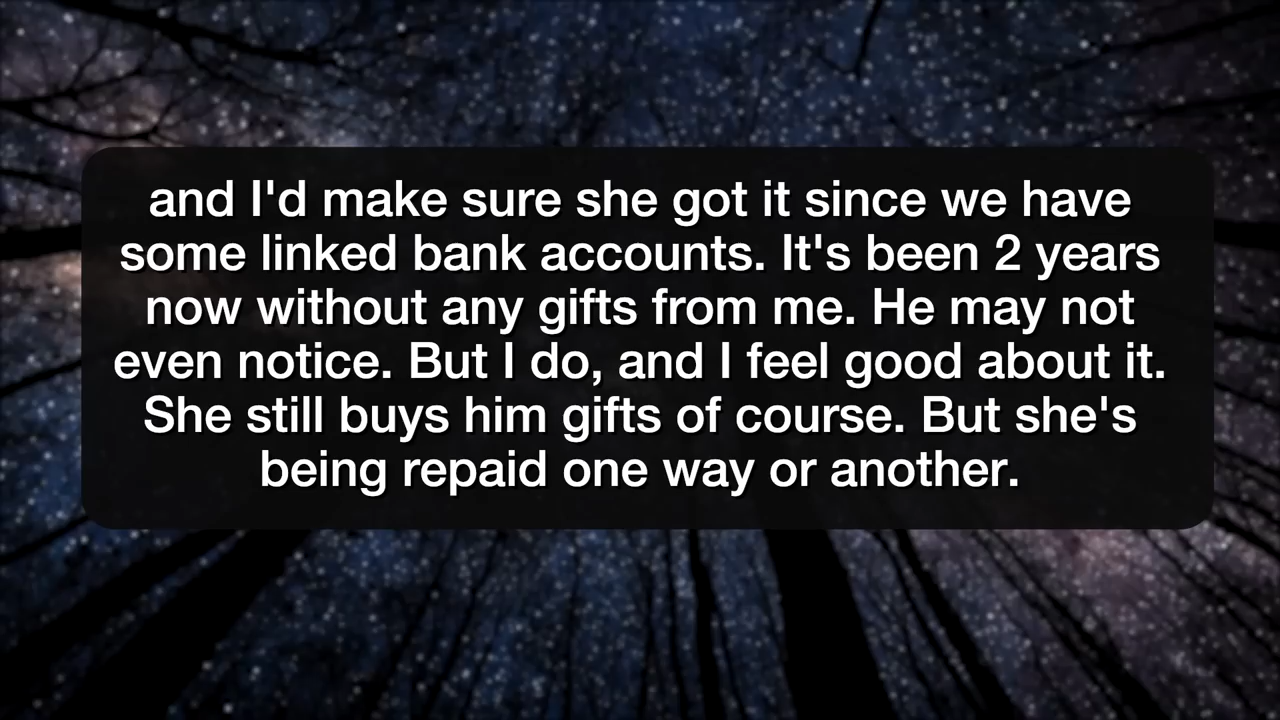 and I'd make sure she got it since we have
some linked bank accounts. It's been 2 years
now without any gifts from me. He may not
even notice. But I do, and I feel good about it.
She still buys him gifts of course. But she's
being repaid one way or another.